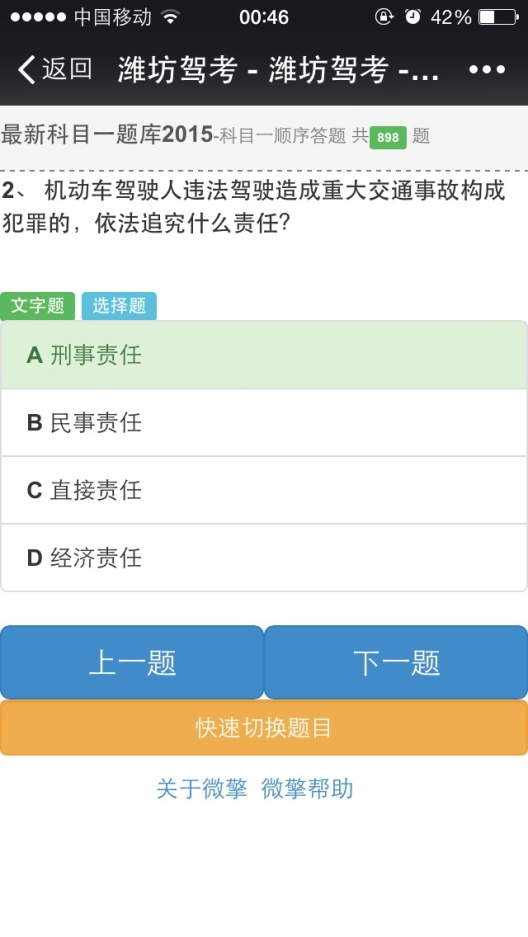 中国移动 00:46 42%
返回 潍坊驾考 - 潍坊驾考 -... •••
最新科目一题库2015-科目一顺序答题 共 898 题
2、 机动车驾驶人违法驾驶造成重大交通事故构成
犯罪的，依法追究什么责任？
文字题 选择题
A 刑事责任
B 民事责任
C 直接责任
D 经济责任
上一题 下一题
快速切换题目
关于微擎 微擎帮助